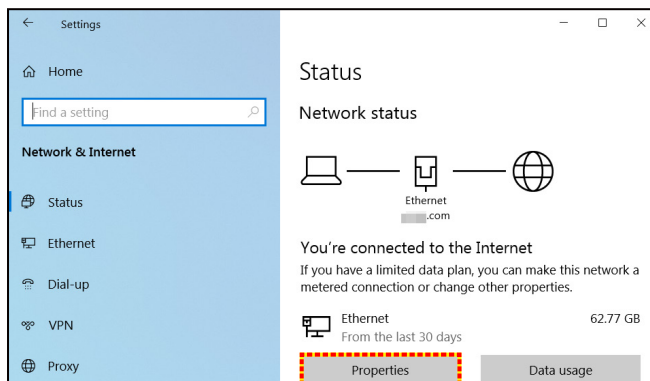 Settings
Home
Find a setting
Network & Internet
Status
Ethernet
Dial-up
VPN
Proxy
Status
Network status
Ethernet
.com
You're connected to the Internet
If you have a limited data plan, you can make this network a
metered connection or change other properties.
Ethernet 62.77 GB
From the last 30 days
Properties Data usage